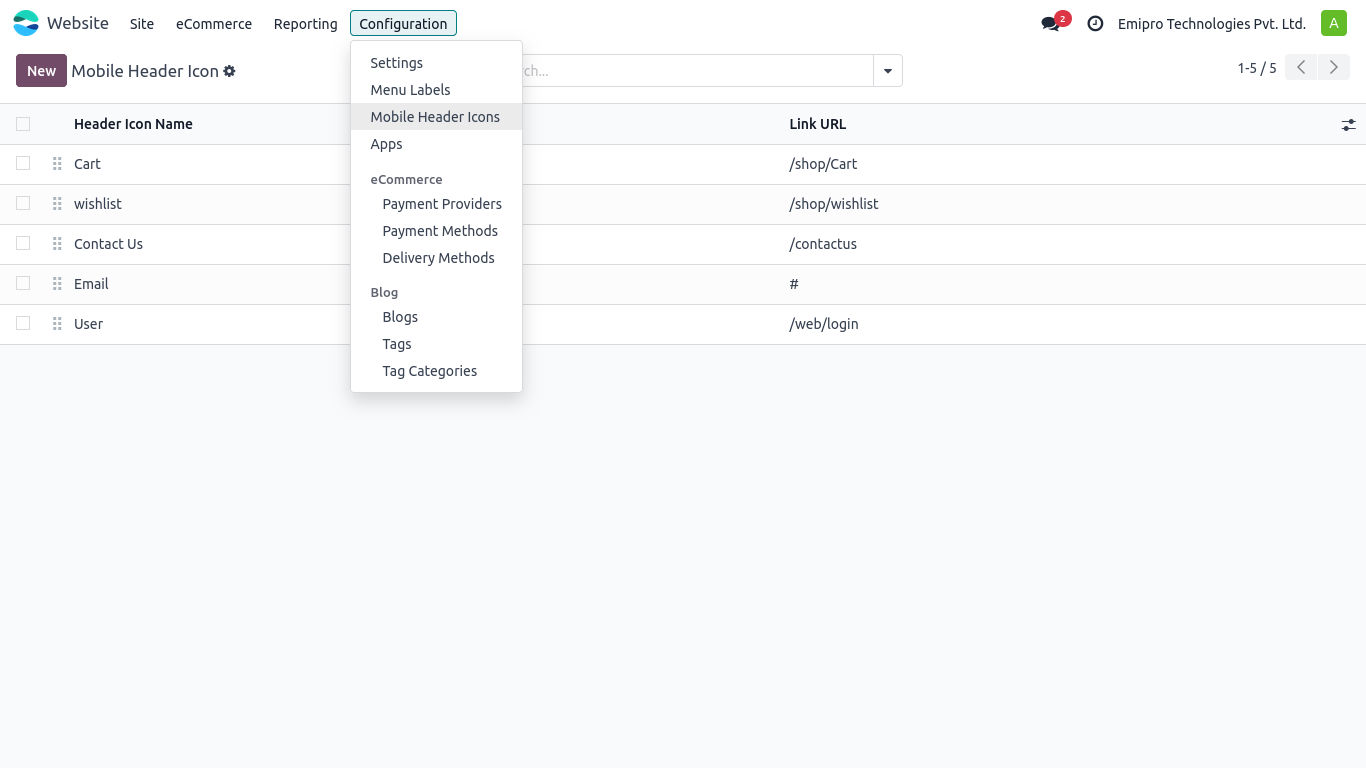 Website Site eCommerce Reporting Configuration 2 Emipro Technologies Pvt. Ltd. A
New Mobile Header Icon ch... 1-5 / 5
Settings
Menu Labels
Mobile Header Icons
Apps
eCommerce
Payment Providers
Payment Methods
Delivery Methods
Blog
Blogs
Tags
Tag Categories
Header Icon Name Link URL
Cart /shop/Cart
wishlist /shop/wishlist
Contact Us /contactus
Email #
User /web/login